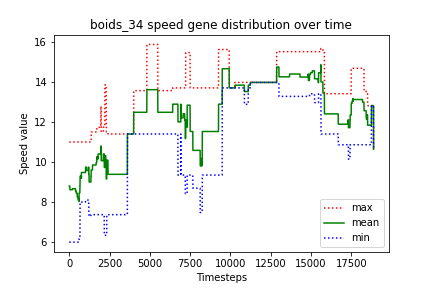 boids_34 speed gene distribution over time
Speed value
16
14
12
10
8
6
max
mean
min
0 2500 5000 7500 10000 12500 15000 17500
Timesteps